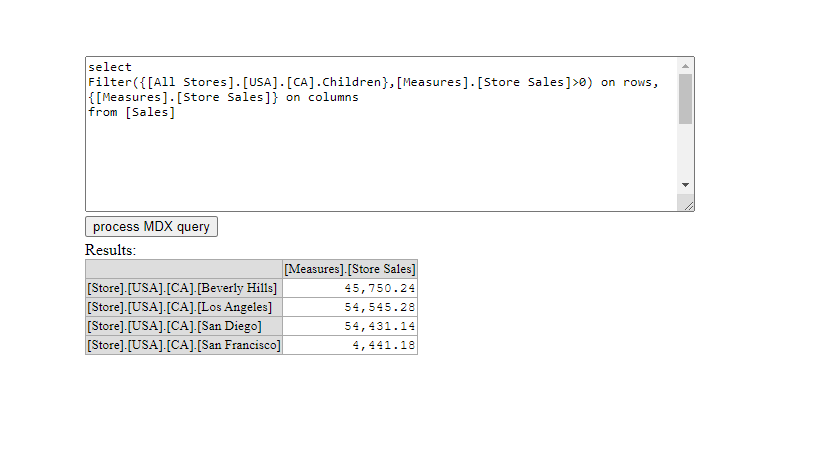 select
Filter({[All Stores].[USA].[CA].Children},[Measures].[Store Sales]>0) on rows,
{[Measures].[Store Sales]} on columns
from [Sales]
process MDX query
Results:
[Measures].[Store Sales]
[Store].[USA].[CA].[Beverly Hills] 45,750.24
[Store].[USA].[CA].[Los Angeles] 54,545.28
[Store].[USA].[CA].[San Diego] 54,431.14
[Store].[USA].[CA].[San Francisco] 4,441.18